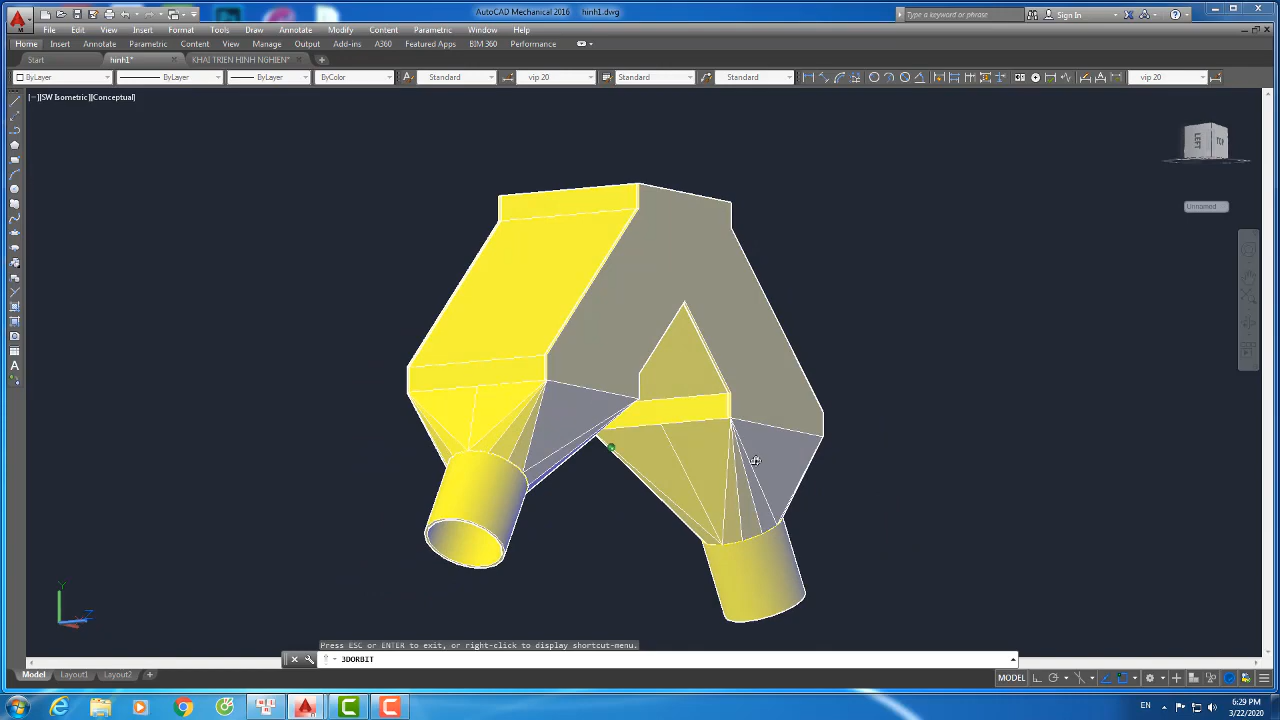 AutoCAD Mechanical 2016 hinh1.dwg
Type a keyword or phrase
Sign In
M
File Edit View Insert Format Tools Draw Annotate Modify Content Parametric Window Help
Home Insert Annotate Parametric Content View Manage Output Add-ins A360 Featured Apps BIM 360 Performance
Start hinh1* KHAI TRIEN HINH NGHIEN*
ByLayer ByLayer ByLayer ByColor Standard vip 20 Standard Standard vip 20
[−][SW Isometric][Conceptual]
LEFT
Unnamed
A
Y
Z
Press ESC or ENTER to exit, or right-click to display shortcut-menu.
3DORBIT
Model Layout1 Layout2
MODEL
EN
6:29 PM
3/22/2020